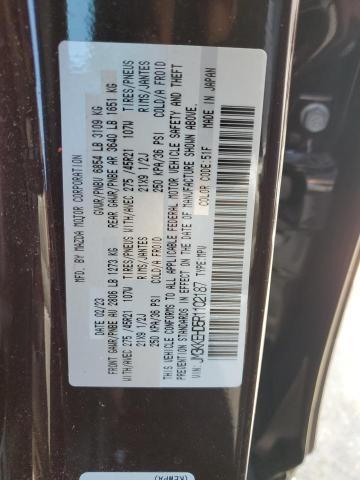 MFD. BY MAZDA MOTOR CORPORATION
DATE 02/23 GVWR/PNBV 6854 LB 3109 KG
FRONT GAWR/PNBE AV 2806 LB 1273 KG REAR GAWR/PNBE AR 3640 LB 1651 KG
WITH/AVEC 275 /45R21 107W TIRES/PNEUS WITH/AVEC 275 /45R21 107W TIRES/PNEUS
21X9 1/2J RIMS/JANTES 21X9 1/2J RIMS/JANTES
250 KPA/36 PSI COLD/A FROID 250 KPA/36 PSI COLD/A FROID
THIS VEHICLE CONFORMS TO ALL APPLICABLE FEDERAL MOTOR VEHICLE SAFETY AND THEFT
PREVENTION STANDARDS IN EFFECT ON THE DATE OF MANUFACTURE SHOWN ABOVE.
VIN: TYPE: MPV COLOR CODE: 51F MADE IN JAPAN